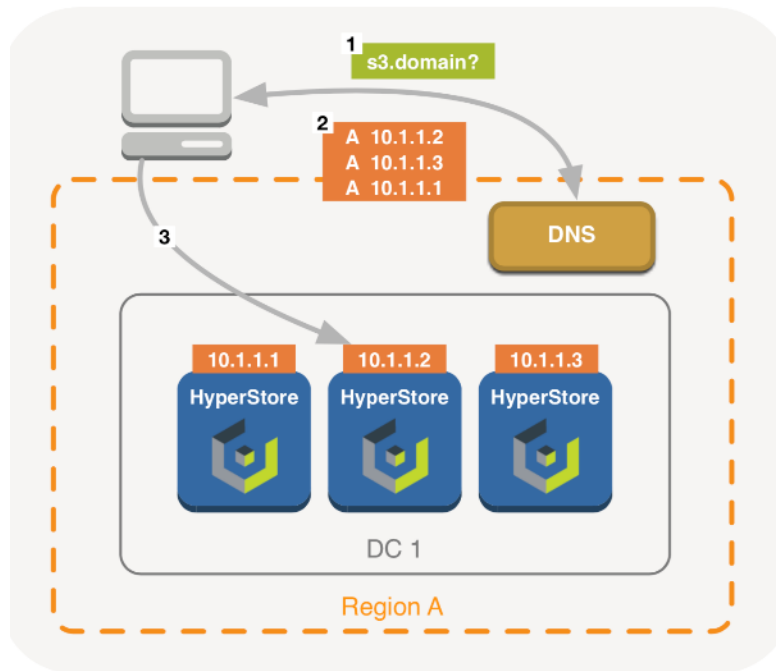 1
s3.domain?
2
A 10.1.1.2
A 10.1.1.3
A 10.1.1.1
DNS
3
10.1.1.1
10.1.1.2
10.1.1.3
HyperStore
HyperStore
HyperStore
DC 1
Region A